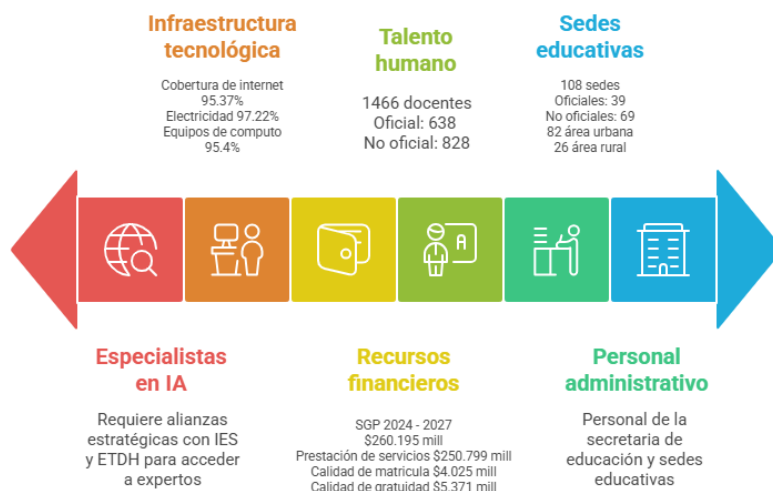 Infraestructura
tecnológica
Cobertura de internet
95.37%
Electricidad 97.22%
Equipos de computo
95.4%
Talento
humano
1466 docentes
Oficial: 638
No oficial: 828
Sedes
educativas
108 sedes
Oficiales: 39
No oficiales: 69
82 área urbana
26 área rural
A
Especialistas
en IA
Requiere alianzas
estratégicas con IES
y ETDH para acceder
a expertos
Recursos
financieros
SGP 2024 - 2027
$260.195 mill
Prestación de servicios $250.799 mill
Calidad de matricula $4.025 mill
Calidad de gratuidad $5.371 mill
Personal
administrativo
Personal de la
secretaria de
educación y sedes
educativas